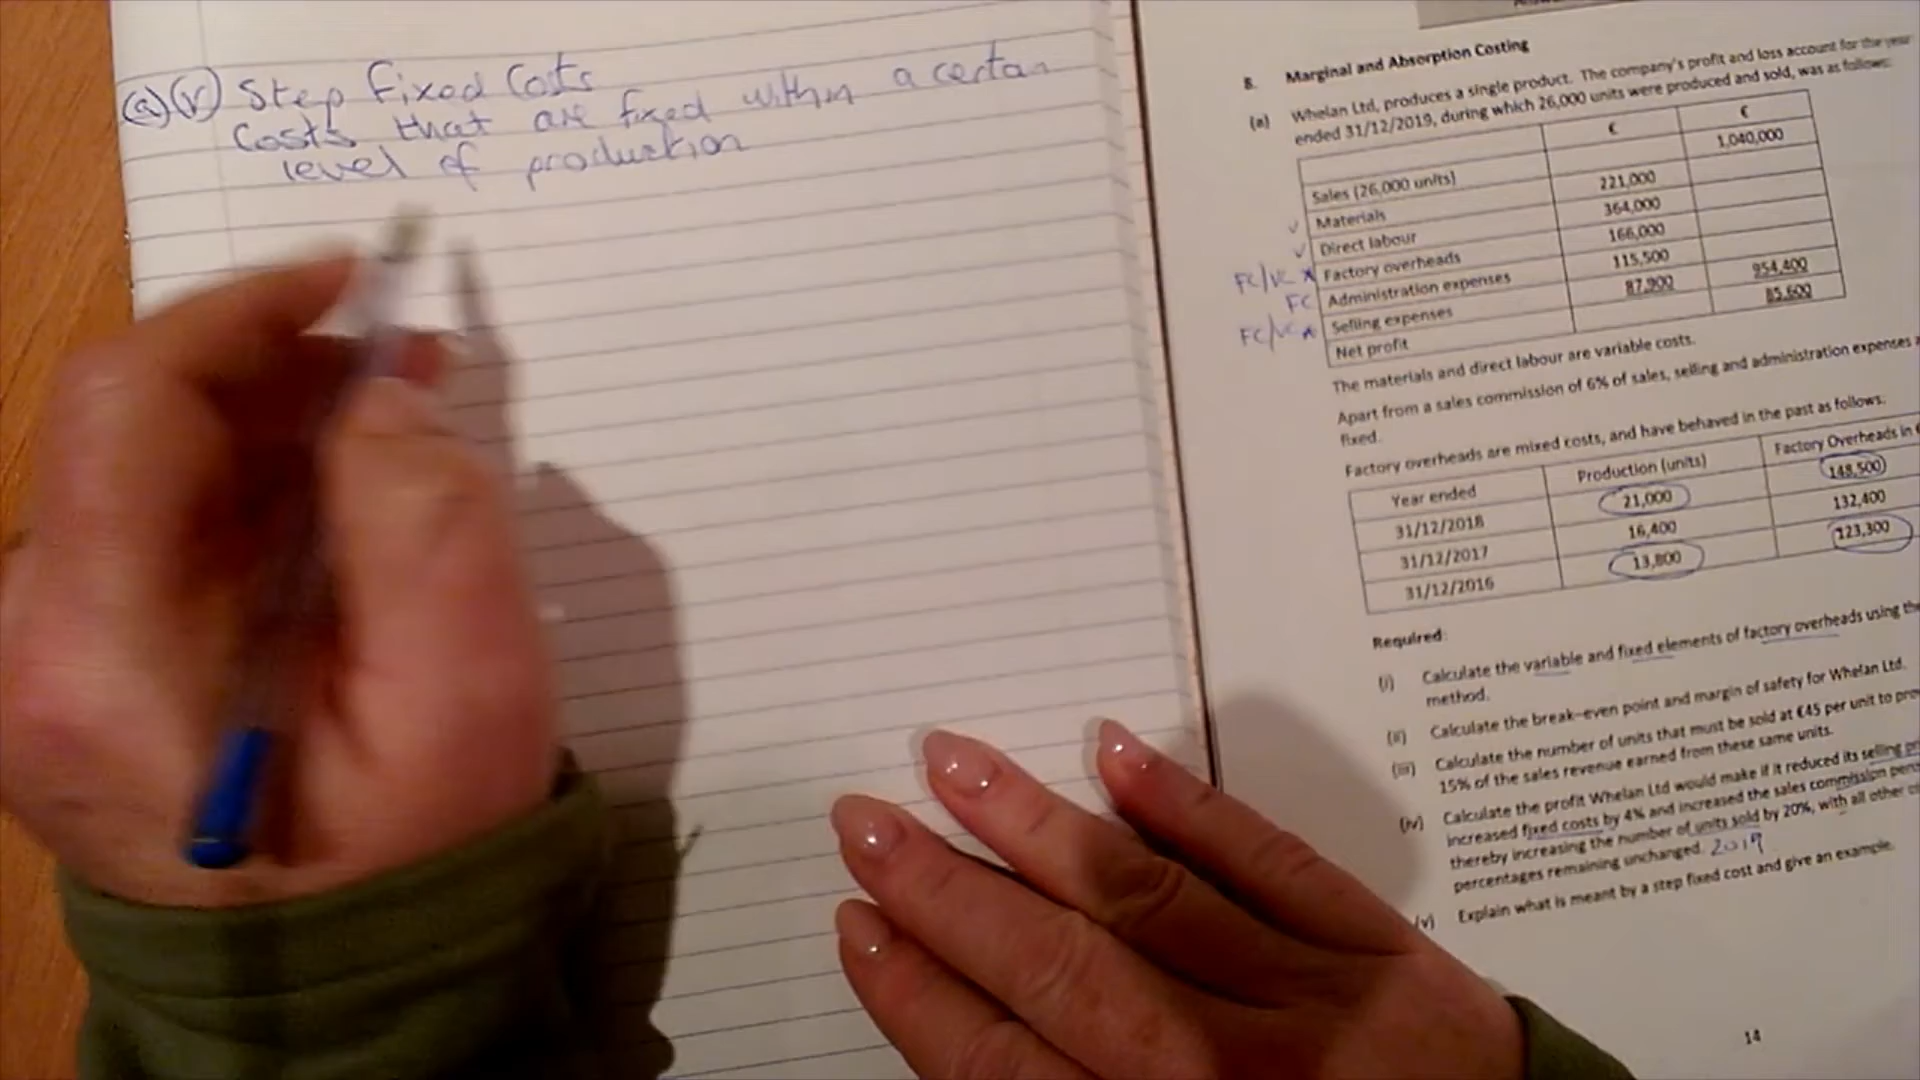 (a)(v) Step Fixed Costs
Costs that are fixed within a certain
level of production
8. Marginal and Absorption Costing
(a) Whelan Ltd, produces a single product. The company's profit and loss account for the year
ended 31/12/2019, during which 26,000 units were produced and sold, was as follows:
€ €
Sales (26,000 units) 1,040,000
✓ Materials 221,000
✓ Direct labour 364,000
FC/VC Factory overheads 166,000
FC Administration expenses 115,500
FC/VC Selling expenses 87,900 954,400
Net profit 85,600
The materials and direct labour are variable costs.
Apart from a sales commission of 6% of sales, selling and administration expenses
fixed.
Factory overheads are mixed costs, and have behaved in the past as follows:
Year ended Production (units) Factory Overheads in €
31/12/2018 21,000 148,500
31/12/2017 16,400 132,400
31/12/2016 13,800 123,300
Required:
(i) Calculate the variable and fixed elements of factory overheads using the
method.
(ii) Calculate the break-even point and margin of safety for Whelan Ltd.
(iii) Calculate the number of units that must be sold at €45 per unit to
15% of the sales revenue earned from these same units.
(iv) Calculate the profit Whelan Ltd would make if it reduced its selling
increased fixed costs by 4% and increased the sales commission
thereby increasing the number of units sold by 20%, with all other
percentages remaining unchanged. 2019
(v) Explain what is meant by a step fixed cost and give an example.
14